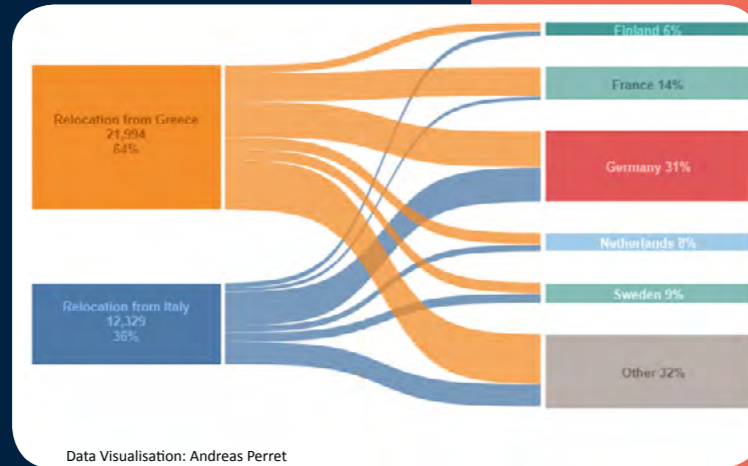 Relocation from Greece
21,994
64%
Relocation from Italy
12,329
36%
Finland 6%
France 14%
Germany 31%
Netherlands 8%
Sweden 9%
Other 32%
Data Visualisation: Andreas Perret